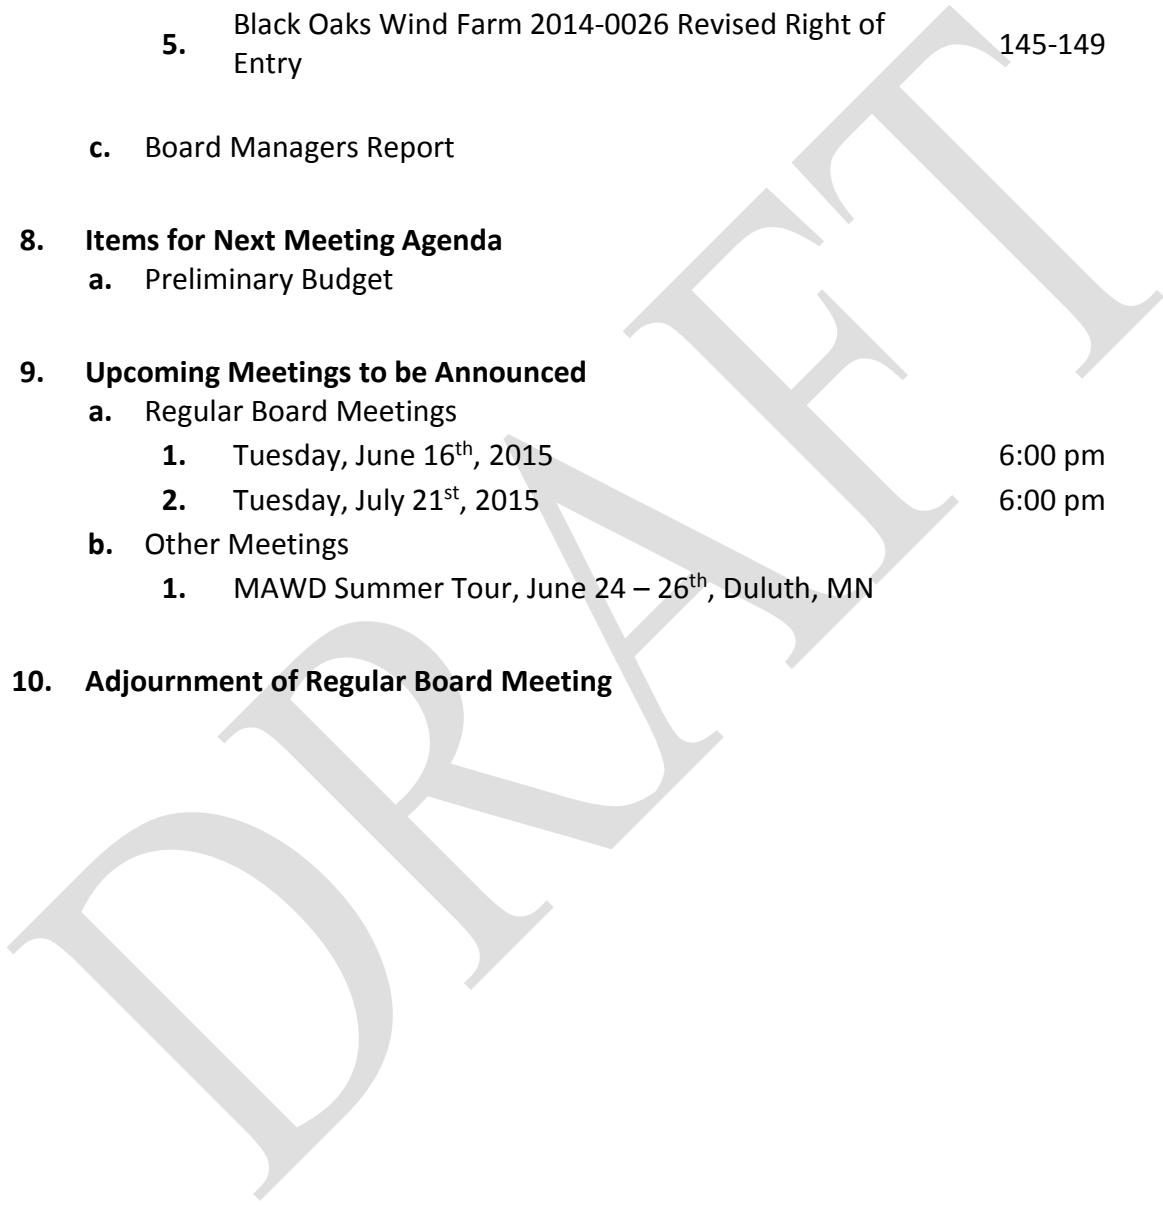 5. Black Oaks Wind Farm 2014-0026 Revised Right of
Entry 145-149
c. Board Managers Report
8. Items for Next Meeting Agenda
a. Preliminary Budget
9. Upcoming Meetings to be Announced
a. Regular Board Meetings
1. Tuesday, June 16th, 2015 6:00 pm
2. Tuesday, July 21st, 2015 6:00 pm
b. Other Meetings
1. MAWD Summer Tour, June 24 – 26th, Duluth, MN
10. Adjournment of Regular Board Meeting
DRAFT